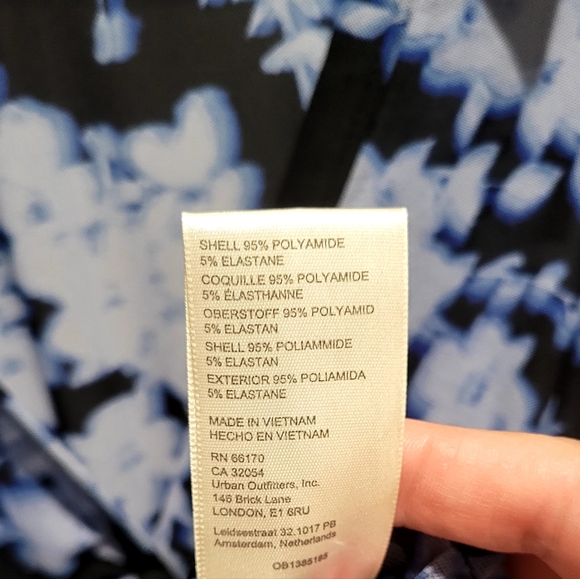 SHELL 95% POLYAMIDE
5% ELASTANE
COQUILLE 95% POLYAMIDE
5% ÉLASTHANNE
OBERSTOFF 95% POLYAMID
5% ELASTAN
SHELL 95% POLIAMMIDE
5% ELASTAN
EXTERIOR 95% POLIAMIDA
5% ELASTANE
MADE IN VIETNAM
HECHO EN VIETNAM
RN 66170
CA 32054
Urban Outfitters, Inc.
146 Brick Lane
LONDON, E1 6RU
Leidsestraat 32,1017 PB
Amsterdam, Netherlands